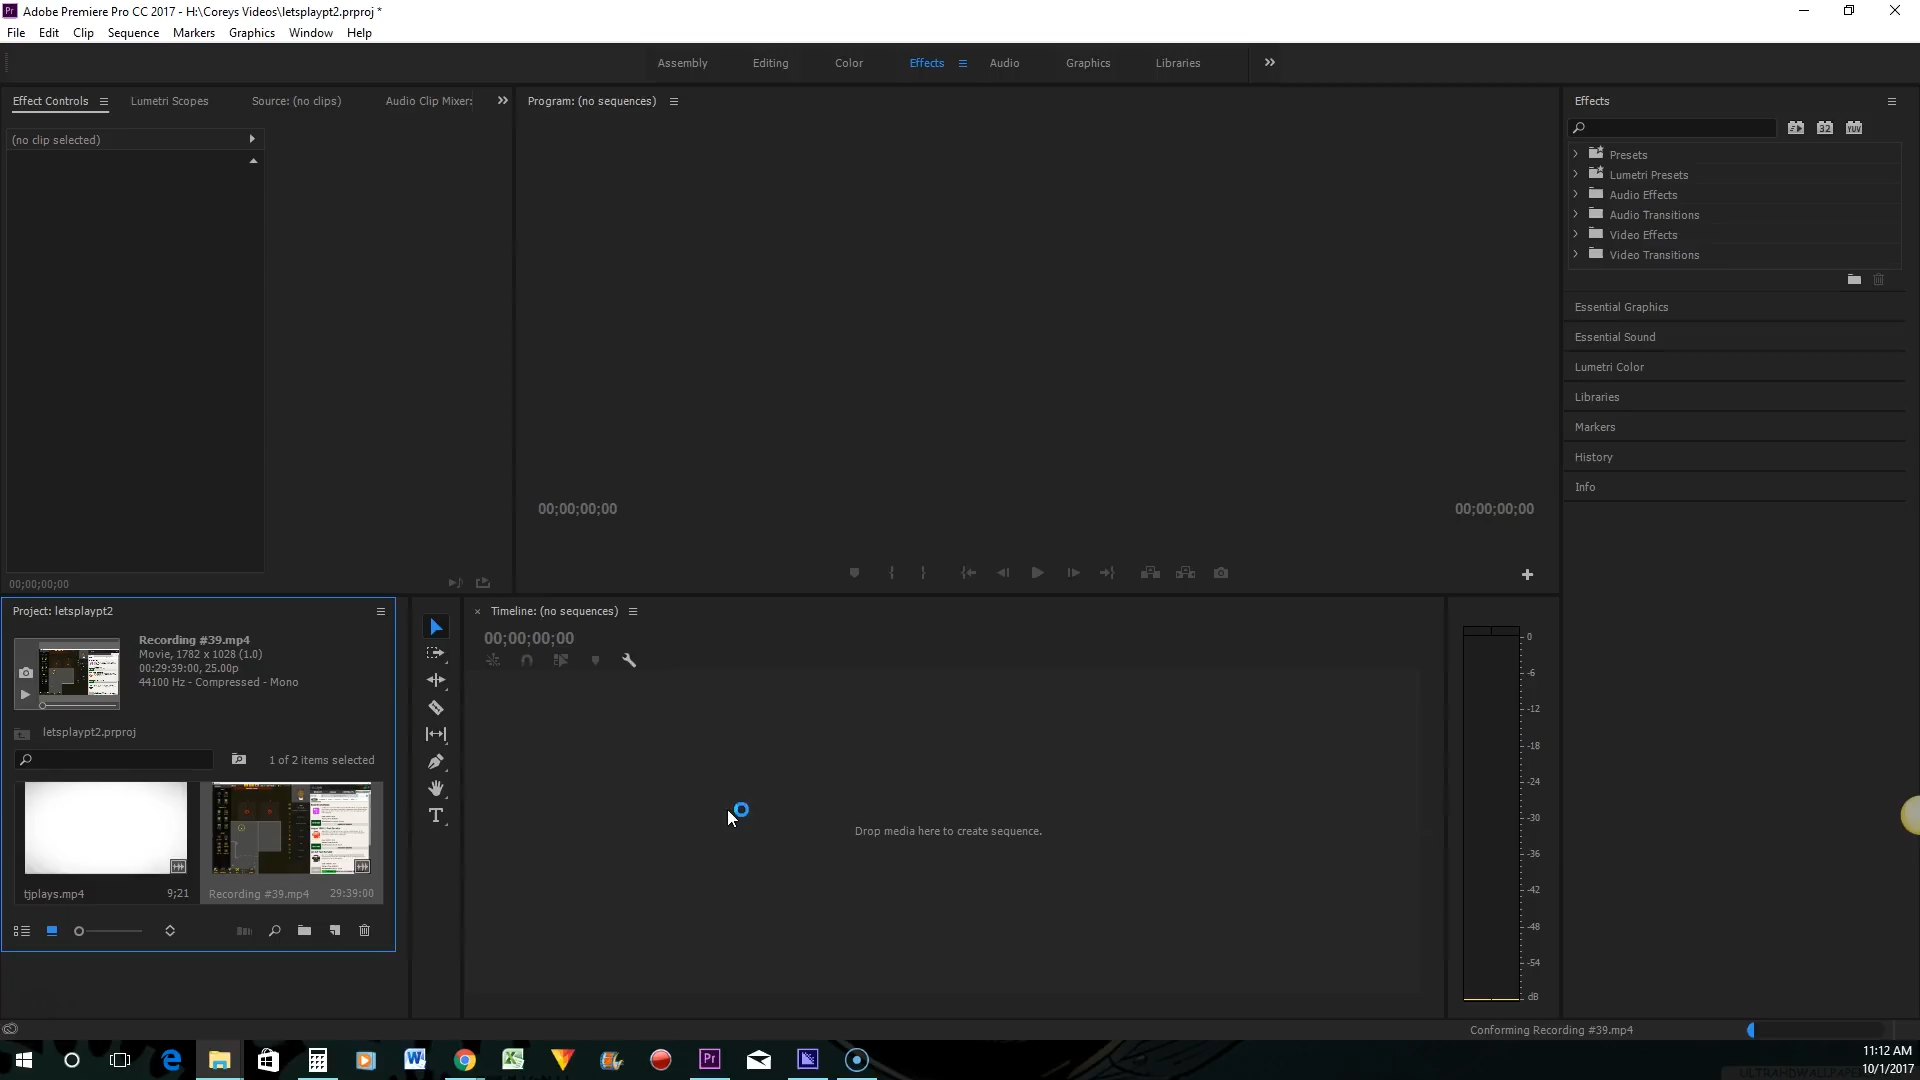 Pr Adobe Premiere Pro CC 2017 - H:\Coreys Videos\letsplaypt2.prproj *
File Edit Clip Sequence Markers Graphics Window Help
Assembly Editing Color Effects Audio Graphics Libraries
Effect Controls Lumetri Scopes Source: (no clips) Audio Clip Mixer:
Program: (no sequences)
Effects
(no clip selected)
32 YUV
Presets
Lumetri Presets
Audio Effects
Audio Transitions
Video Effects
Video Transitions
Essential Graphics
Essential Sound
Lumetri Color
Libraries
Markers
History
Info
00;00;00;00 00;00;00;00
00;00;00;00
Project: letsplaypt2
Recording #39.mp4
Movie, 1782 x 1028 (1.0)
00:29:39:00, 25.00p
44100 Hz - Compressed - Mono
letsplaypt2.prproj
1 of 2 items selected
tjplays.mp4 9;21
Recording #39.mp4 29:39:00
× Timeline: (no sequences)
00;00;00;00
T
Drop media here to create sequence.
0
-6
-12
-18
-24
-30
-36
-42
-48
-54
dB
Conforming Recording #39.mp4
Pr
11:12 AM
10/1/2017